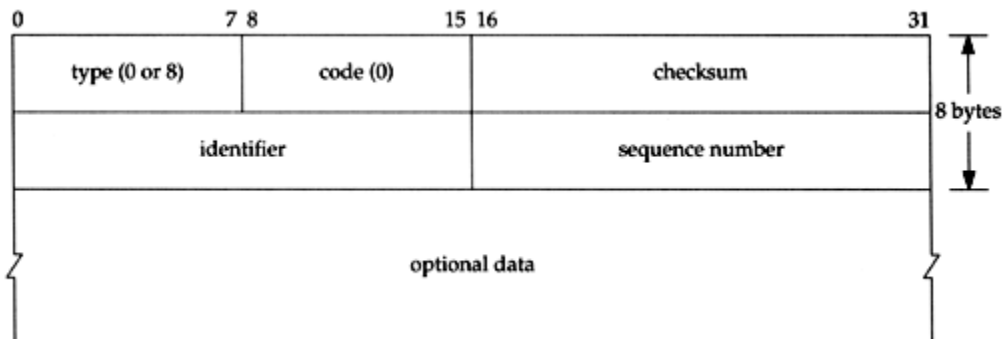 0 7 8 15 16 31
type (0 or 8) code (0) checksum
8 bytes
identifier sequence number
optional data